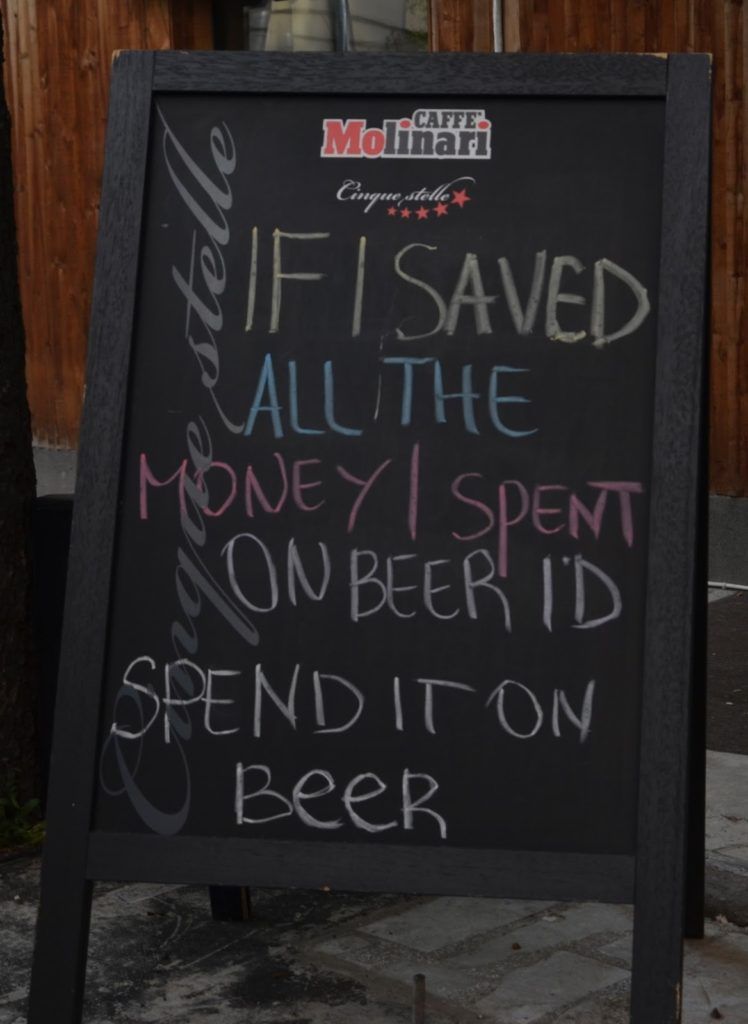 CAFFE'
Molinari
Cinque stelle
Cinque stelle
IF I SAVED
ALL THE
MONEY I SPENT
ON BEER I'D
SPEND IT ON
BEER